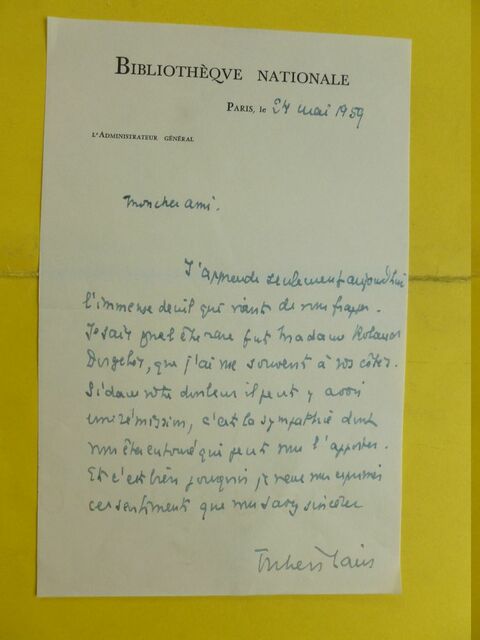 BIBLIOTHÈQVE NATIONALE
PARIS, le 24 mai 1959
L'ADMINISTRATEUR GÉNÉRAL
Mon cher ami.
J'apprends seulement aujourd'hui
l'immense deuil qui vient de vous frapper.
Je sais quel être rare fut Madame Roland
Dorgelès, que j'ai vue souvent à vos côtés.
Si dans votre douleur il peut y avoir
une rémission, c'est la sympathie dont
vous êtes entouré qui peut vous l'apporter.
Et c'est bien pourquoi, je veux vous exprimer
ces sentiments que vous savez sincères